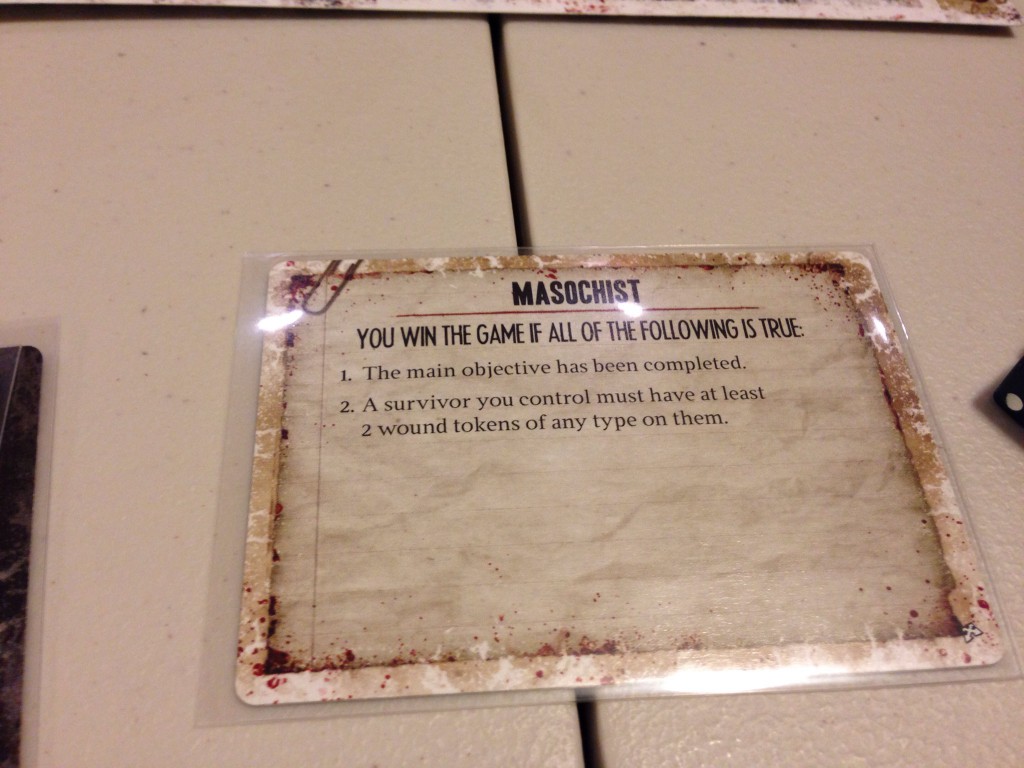 MASOCHIST
YOU WIN THE GAME IF ALL OF THE FOLLOWING IS TRUE:
1. The main objective has been completed.
2. A survivor you control must have at least
2 wound tokens of any type on them.